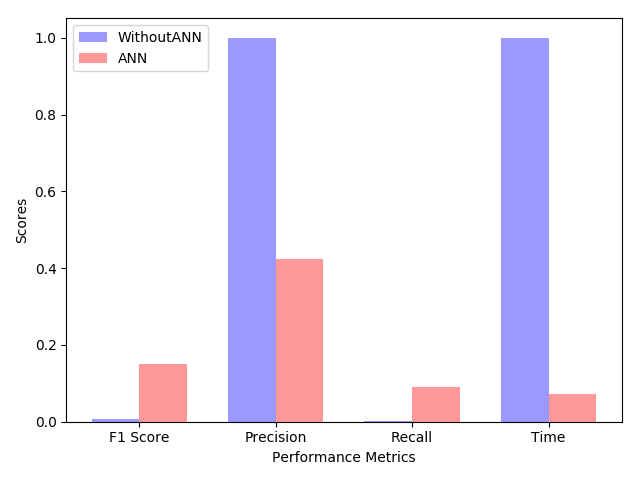 WithoutANN
ANN
1.0
0.8
0.6
0.4
0.2
0.0
Scores
F1 Score Precision Recall Time
Performance Metrics